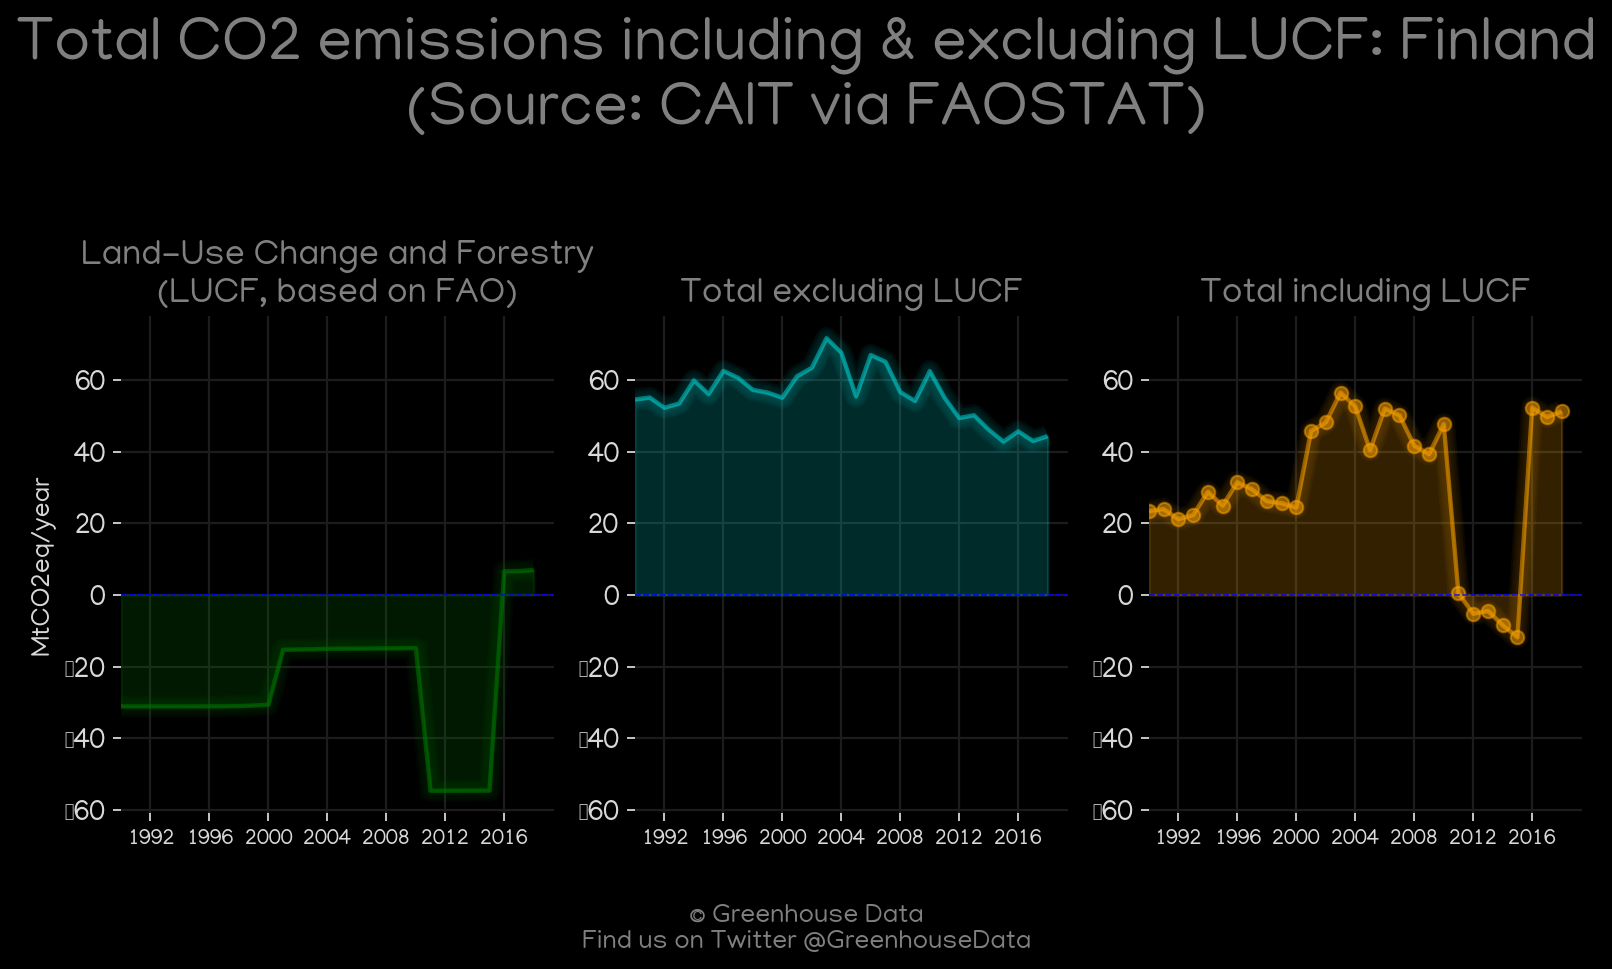 Total CO2 emissions including & excluding LUCF: Finland
(Source: CAIT via FAOSTAT)
Land-Use Change and Forestry
(LUCF, based on FAO)
Total excluding LUCF
Total including LUCF
MtCO2eq/year
60
40
20
0
▯20
▯40
▯60
1992 1996 2000 2004 2008 2012 2016
60
40
20
0
▯20
▯40
▯60
1992 1996 2000 2004 2008 2012 2016
60
40
20
0
▯20
▯40
▯60
1992 1996 2000 2004 2008 2012 2016
© Greenhouse Data
Find us on Twitter @GreenhouseData